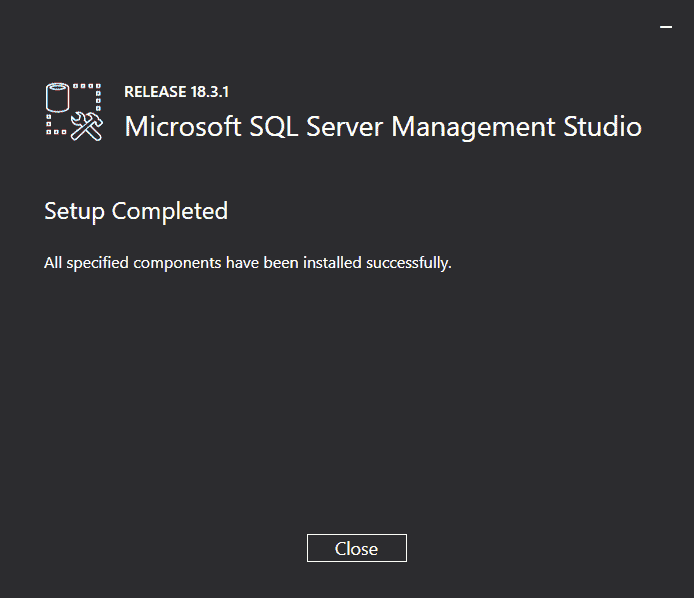 RELEASE 18.3.1
Microsoft SQL Server Management Studio
Setup Completed
All specified components have been installed successfully.
Close